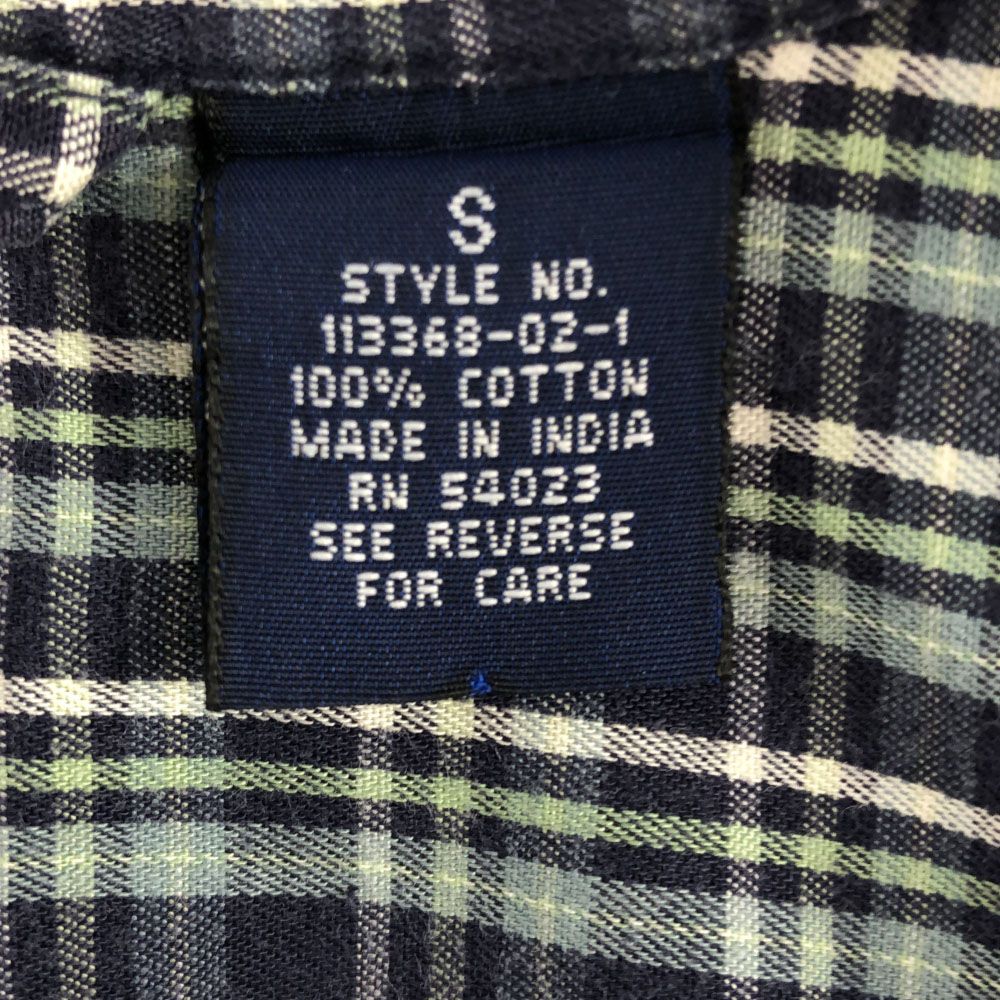 S
STYLE NO.
113368-02-1
100% COTTON
MADE IN INDIA
RN 54023
SEE REVERSE
FOR CARE